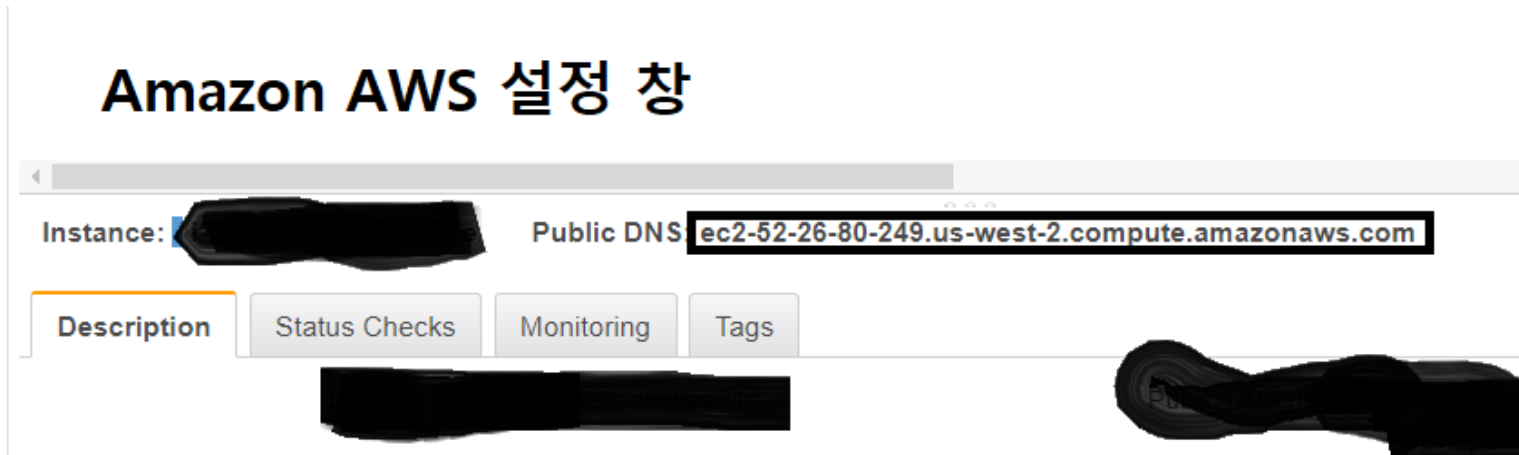 Amazon AWS 설정 창
Instance: Public DNS: ec2-52-26-80-249.us-west-2.compute.amazonaws.com
Description Status Checks Monitoring Tags